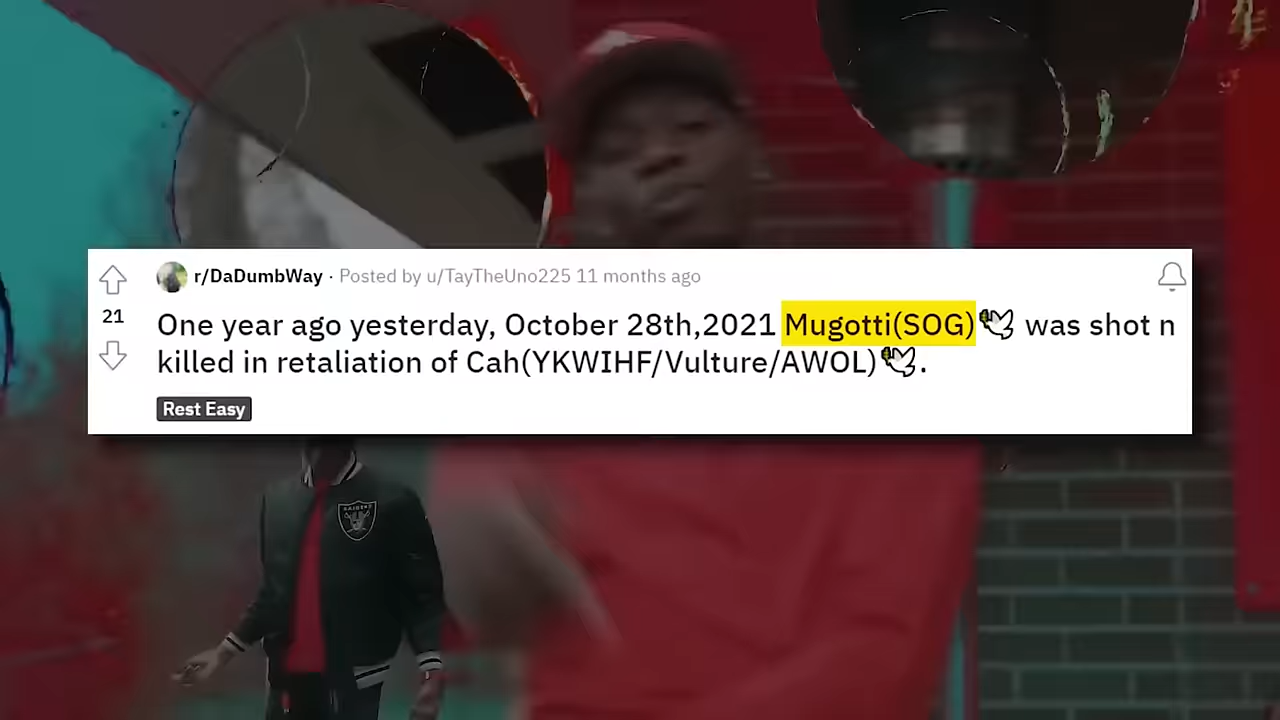 r/DaDumbWay · Posted by u/TayTheUno225 11 months ago
21
One year ago yesterday, October 28th,2021 Mugotti(SOG)🕊 was shot n
killed in retaliation of Cah(YKWIHF/Vulture/AWOL)🕊.
Rest Easy
RAIDERS